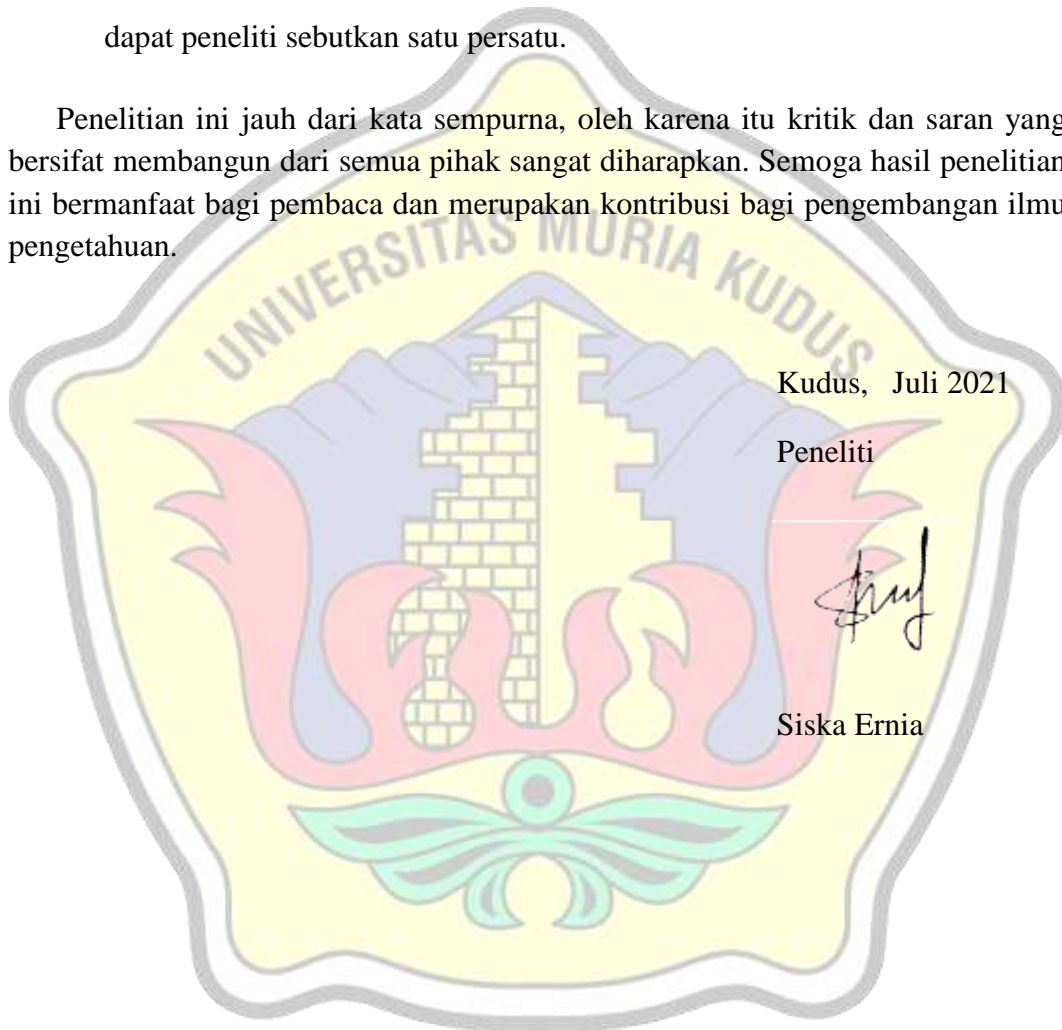 dapat peneliti sebutkan satu persatu.
Penelitian ini jauh dari kata sempurna, oleh karena itu kritik dan saran yang
bersifat membangun dari semua pihak sangat diharapkan. Semoga hasil penelitian
ini bermanfaat bagi pembaca dan merupakan kontribusi bagi pengembangan ilmu
pengetahuan.
UNIVERSITAS MURIA KUDUS
Kudus, Juli 2021
Peneliti
Siska Ernia